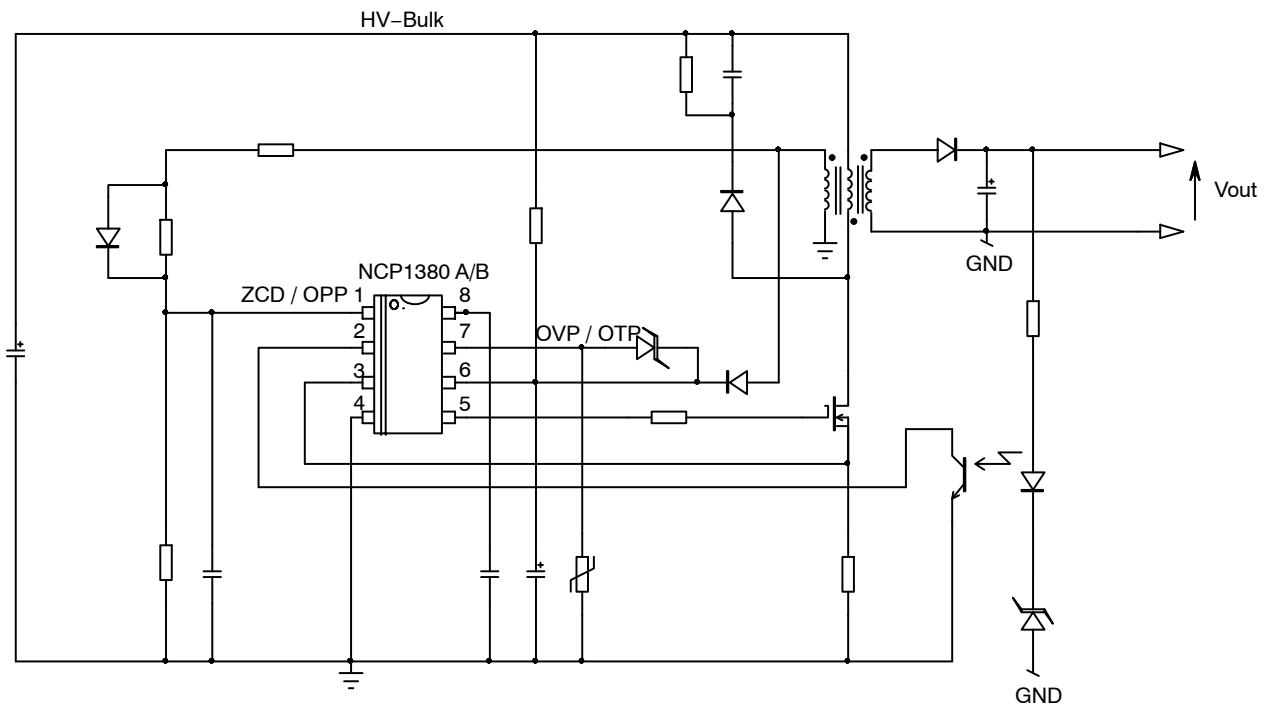 HV−Bulk
Vout
GND
NCP1380 A/B
ZCD / OPP 1
8
2
7
OVP / OTP
3
6
4
5
GND